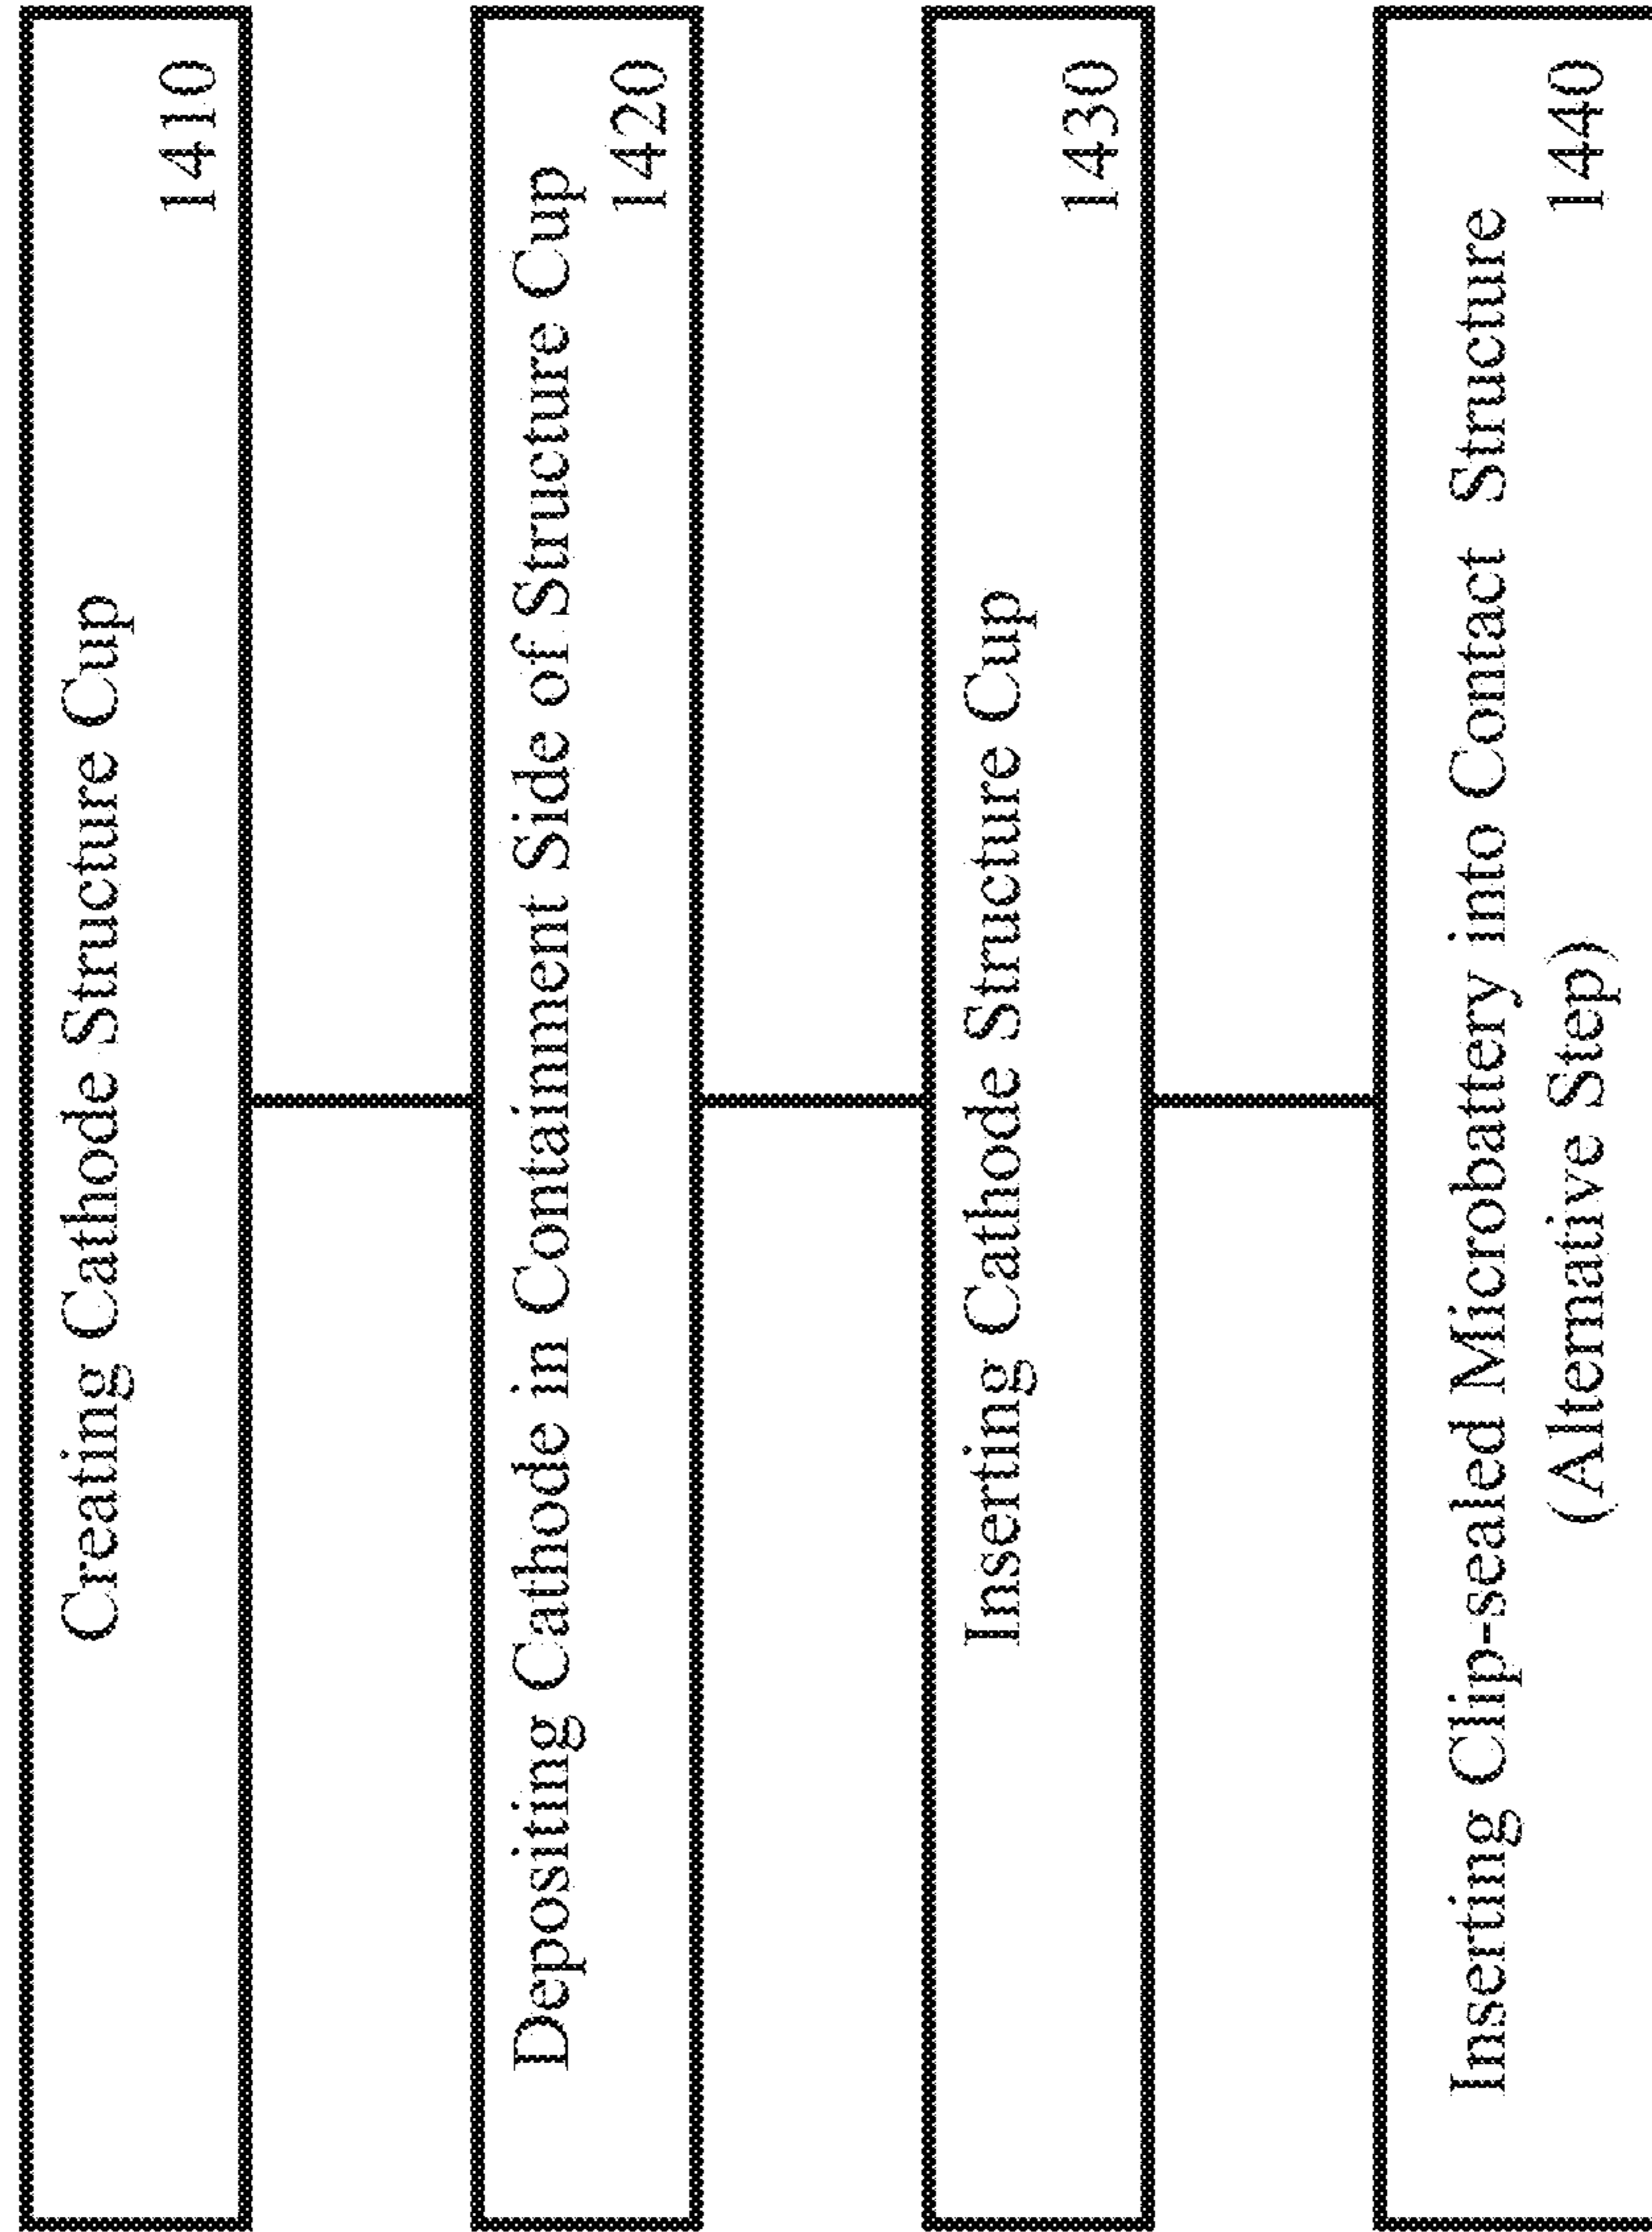 Creating Cathode Structure Cup
1410
Depositing Cathode in Containment Side of Structure Cup
1420
Inserting Cathode Structure Cup
1430
Inserting Clip-sealed Microbattery into Contact Structure
(Alternative Step)
1440